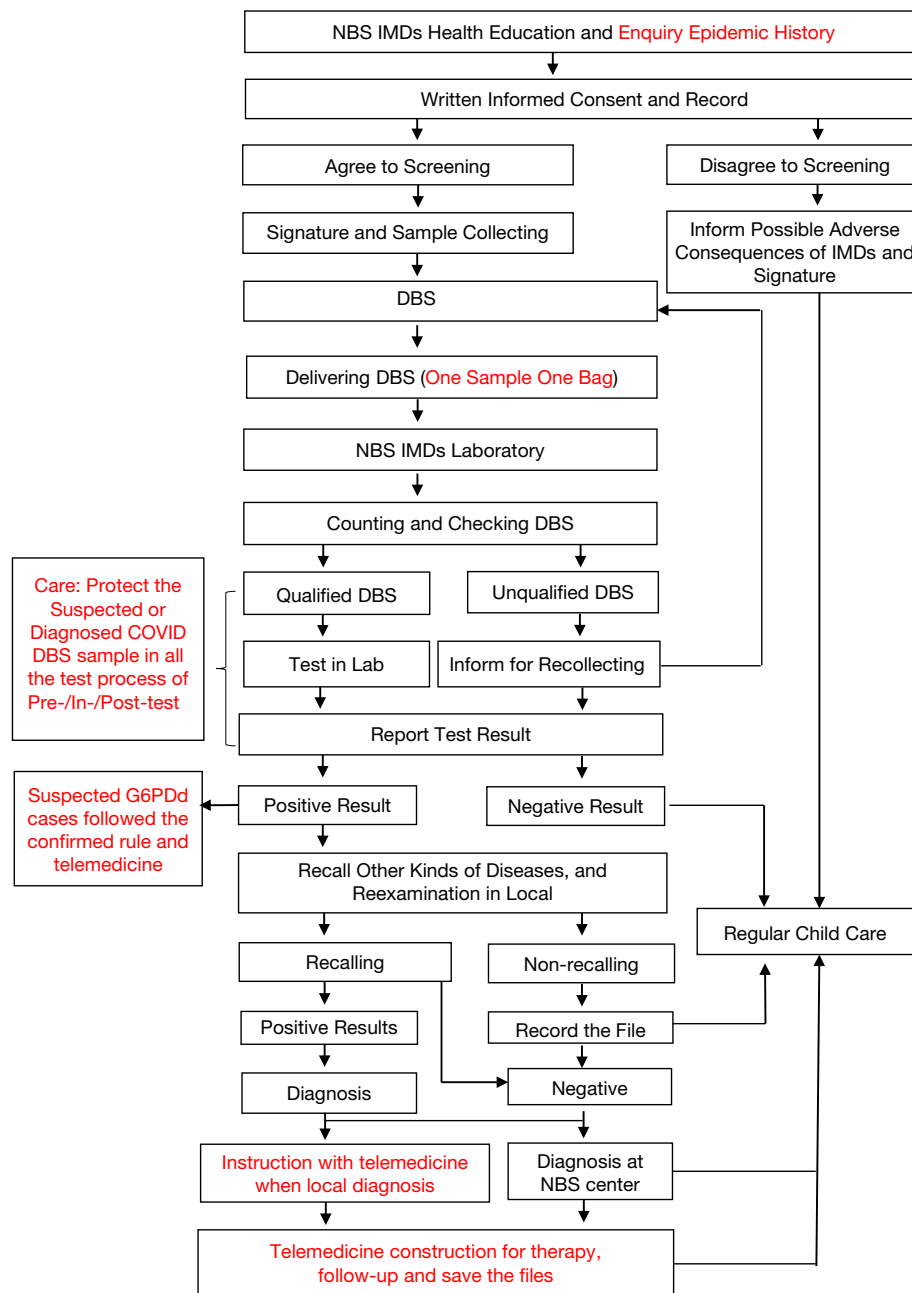 NBS IMDs Health Education and Enquiry Epidemic History
Written Informed Consent and Record
Agree to Screening
Disagree to Screening
Signature and Sample Collecting
Inform Possible Adverse
Consequences of IMDs and
Signature
DBS
Delivering DBS (One Sample One Bag)
NBS IMDs Laboratory
Counting and Checking DBS
Care: Protect the
Suspected or
Diagnosed COVID
DBS sample in all
the test process of
Pre-/In-/Post-test
Qualified DBS
Unqualified DBS
Test in Lab
Inform for Recollecting
Report Test Result
Suspected G6PDd
cases followed the
confirmed rule and
telemedicine
Positive Result
Negative Result
Recall Other Kinds of Diseases, and
Reexamination in Local
Regular Child Care
Recalling
Non-recalling
Positive Results
Record the File
Diagnosis
Negative
Instruction with telemedicine
when local diagnosis
Diagnosis at
NBS center
Telemedicine construction for therapy,
follow-up and save the files